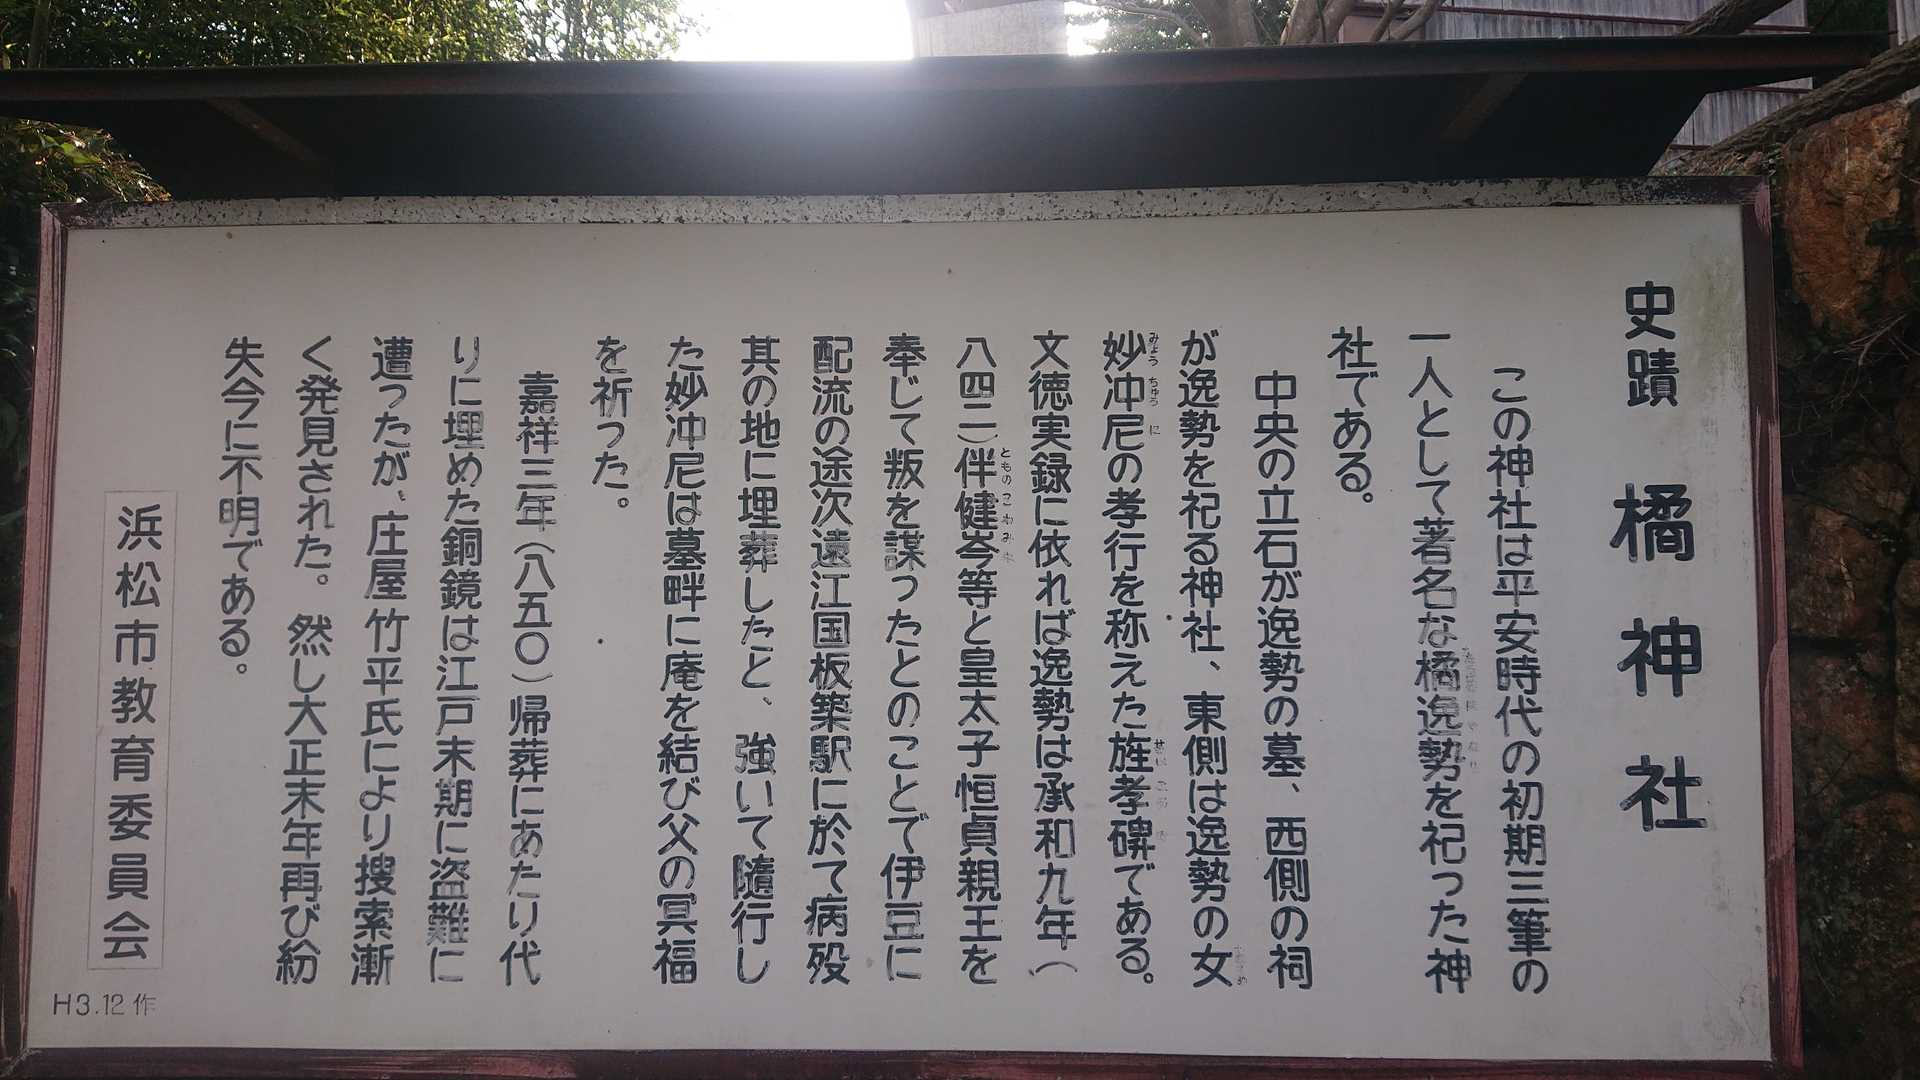 史蹟 橘神社
この神社は平安時代の初期三筆の
一人として著名な橘逸勢を祀った神
社である。
中央の立石が逸勢の墓、西側の祠
が逸勢を祀る神社、東側は逸勢の女
妙冲尼の孝行を称えた旌孝碑である。
文徳実録に依れば逸勢は承和九年(
八四二)伴健岑等と皇太子恒貞親王を
奉じて叛を謀ったとのことで伊豆に
配流の途次遠江国板築駅に於て病歿
其の地に埋葬したと、強いて隨行し
た妙冲尼は墓畔に庵を結び父の冥福
を祈った。
嘉祥三年(八五〇)帰葬にあたり代
りに埋めた銅鏡は江戸末期に盗難に
遭ったが、庄屋竹平氏により捜索漸
く発見された。然し大正末年再び紛
失今に不明である。
浜松市教育委員会
H3.12作